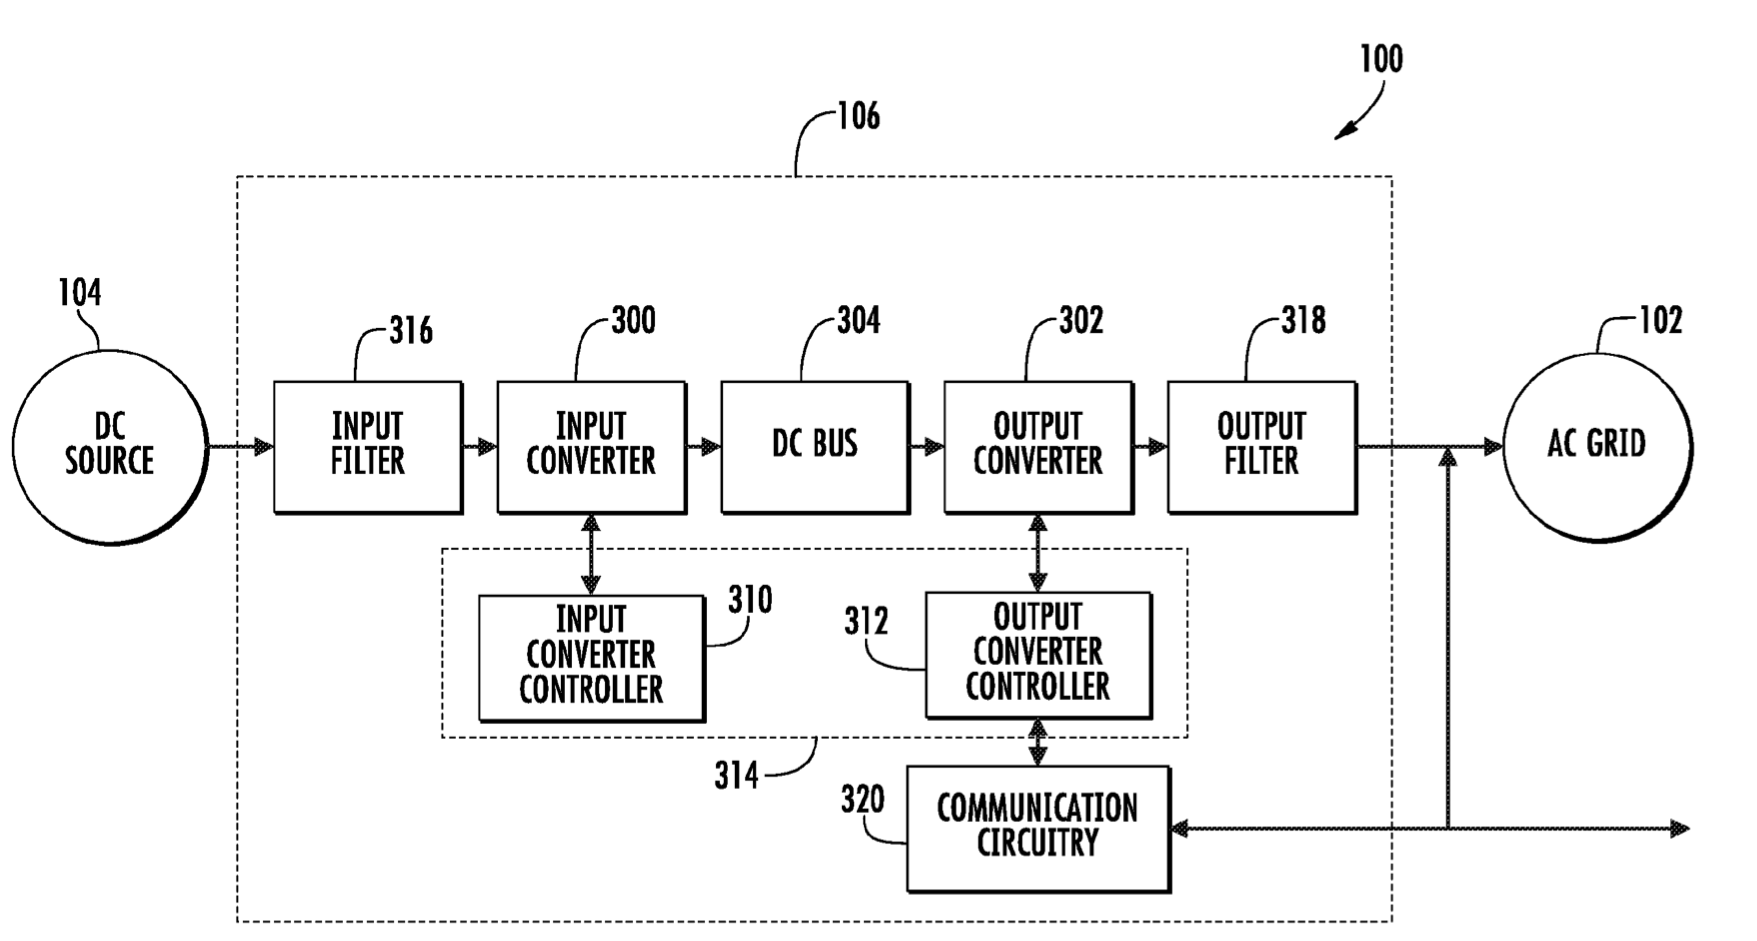 100
106
104
316
300
304
302
318
102
DC
SOURCE
INPUT
FILTER
INPUT
CONVERTER
DC BUS
OUTPUT
CONVERTER
OUTPUT
FILTER
AC GRID
INPUT
CONVERTER
CONTROLLER
310
312
OUTPUT
CONVERTER
CONTROLLER
314
320
COMMUNICATION
CIRCUITRY